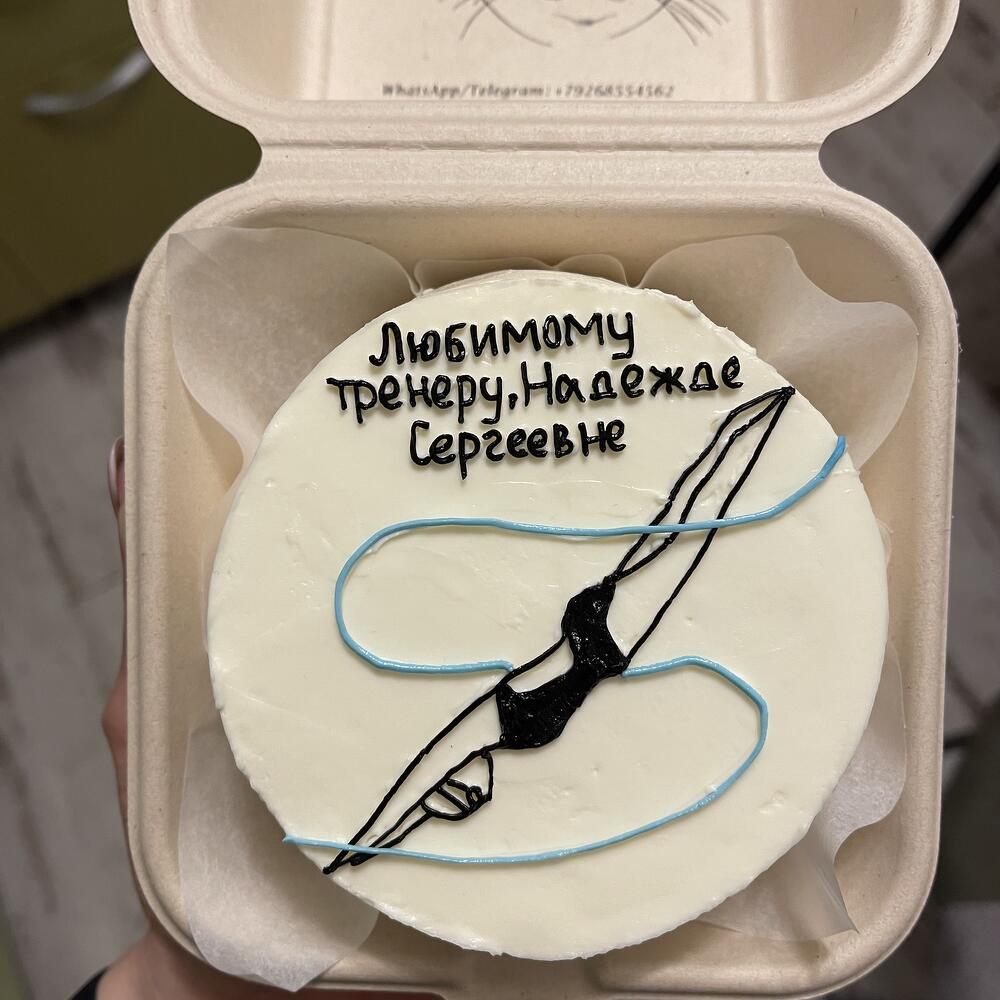 WhatsApp/Telegram: +79268554562
Любимому
тренеру, Надежде
Сергеевне